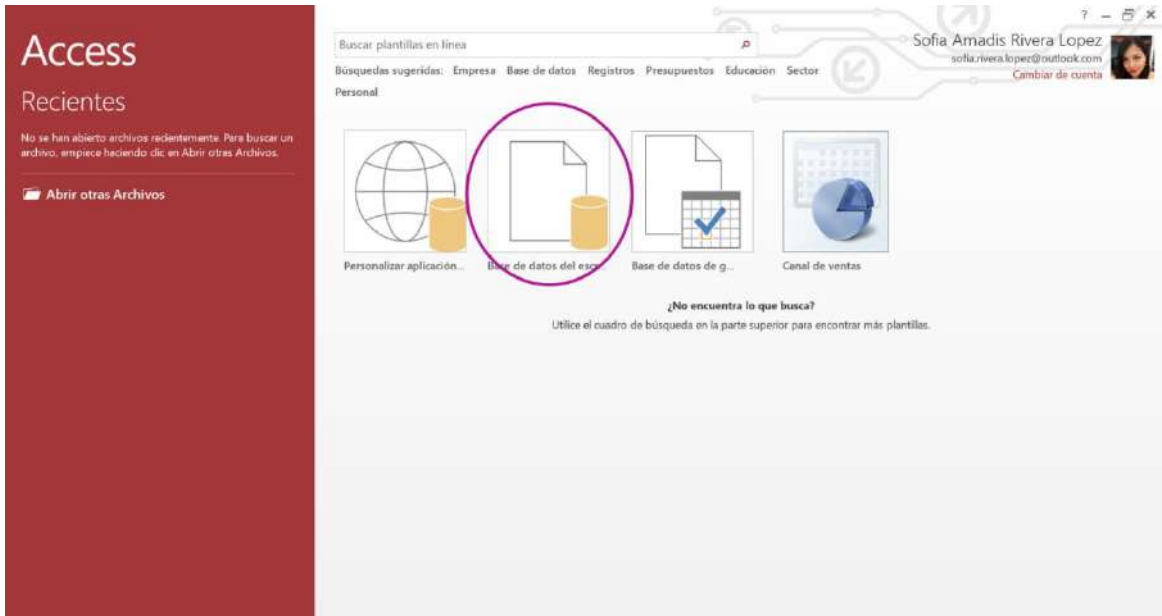 Access
Recientes
No se han abierto archivos recientemente. Para buscar un
archivo, empiece haciendo clic en Abrir otras Archivos.
Abrir otras Archivos
?
Buscar plantillas en línea
Búsquedas sugeridas: Empresa Base de datos Registros Presupuestos Educación Sector
Personal
Sofia Amadis Rivera Lopez
sofia.rivera.lopez@outlook.com
Cambiar de cuenta
Personalizar aplicación...
Base de datos del escr...
Base de datos de g...
Canal de ventas
¿No encuentra lo que busca?
Utilice el cuadro de búsqueda en la parte superior para encontrar más plantillas.